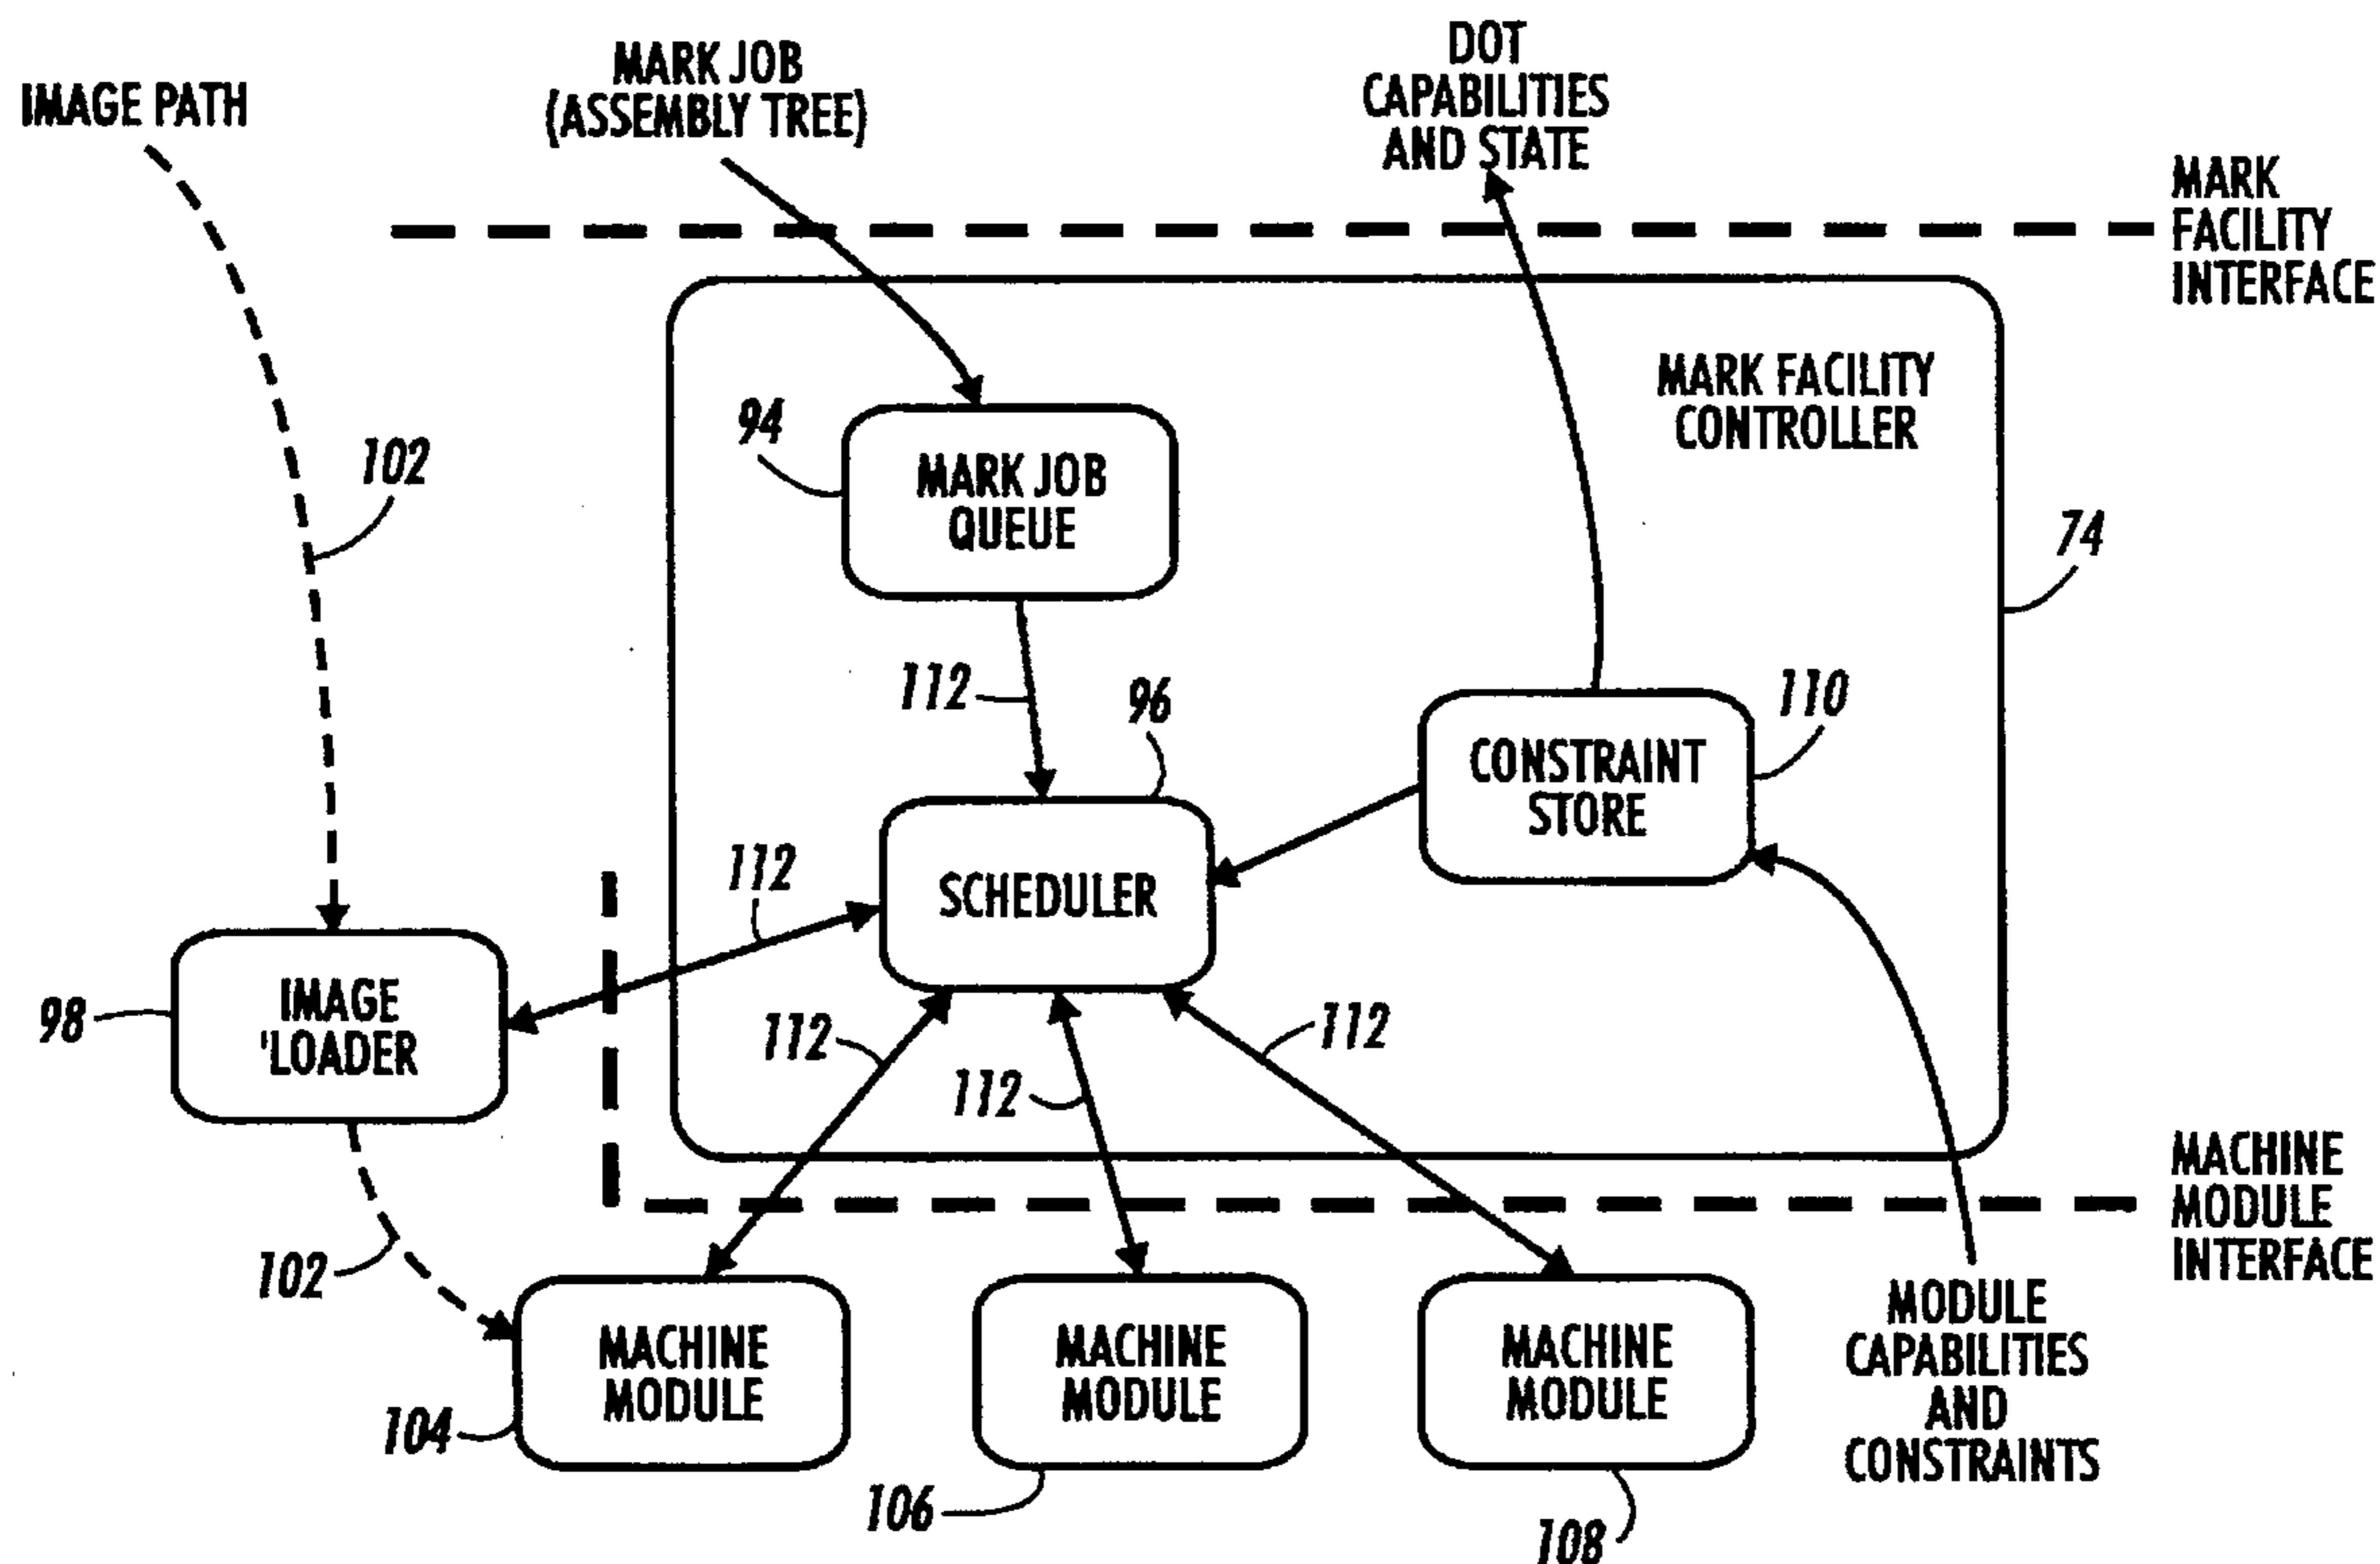 DOT
CAPABILITIES
AND STATE
MARK JOB
(ASSEMBLY TREE)
IMAGE PATH
MARK
FACILITY
INTERFACE
MARK FACILITY
CONTROLLER
94
MARK JOB
QUEUE
102
74
112
96
110
CONSTRAINT
STORE
112
SCHEDULER
98
IMAGE
'LOADER
112
112
112
MACHINE
MODULE
INTERFACE
102
MACHINE
MODULE
104
MACHINE
MODULE
106
MACHINE
MODULE
108
MODULE
CAPABILITIES
AND
CONSTRAINTS